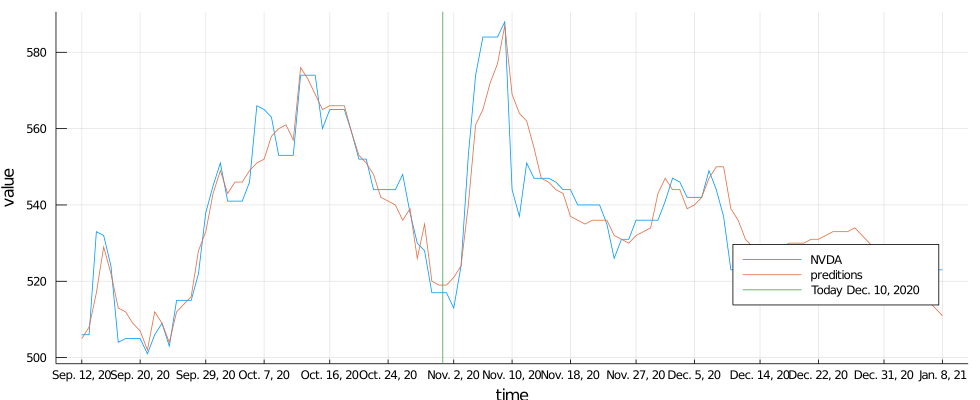 580
560
540
520
500
value
NVDA
preditions
Today Dec. 10, 2020
Sep. 12, 20 Sep. 20, 20 Sep. 29, 20 Oct. 7, 20 Oct. 16, 20 Oct. 24, 20 Nov. 2, 20 Nov. 10, 20 Nov. 18, 20 Nov. 27, 20 Dec. 5, 20 Dec. 14, 20 Dec. 22, 20 Dec. 31, 20 Jan. 8, 21
time